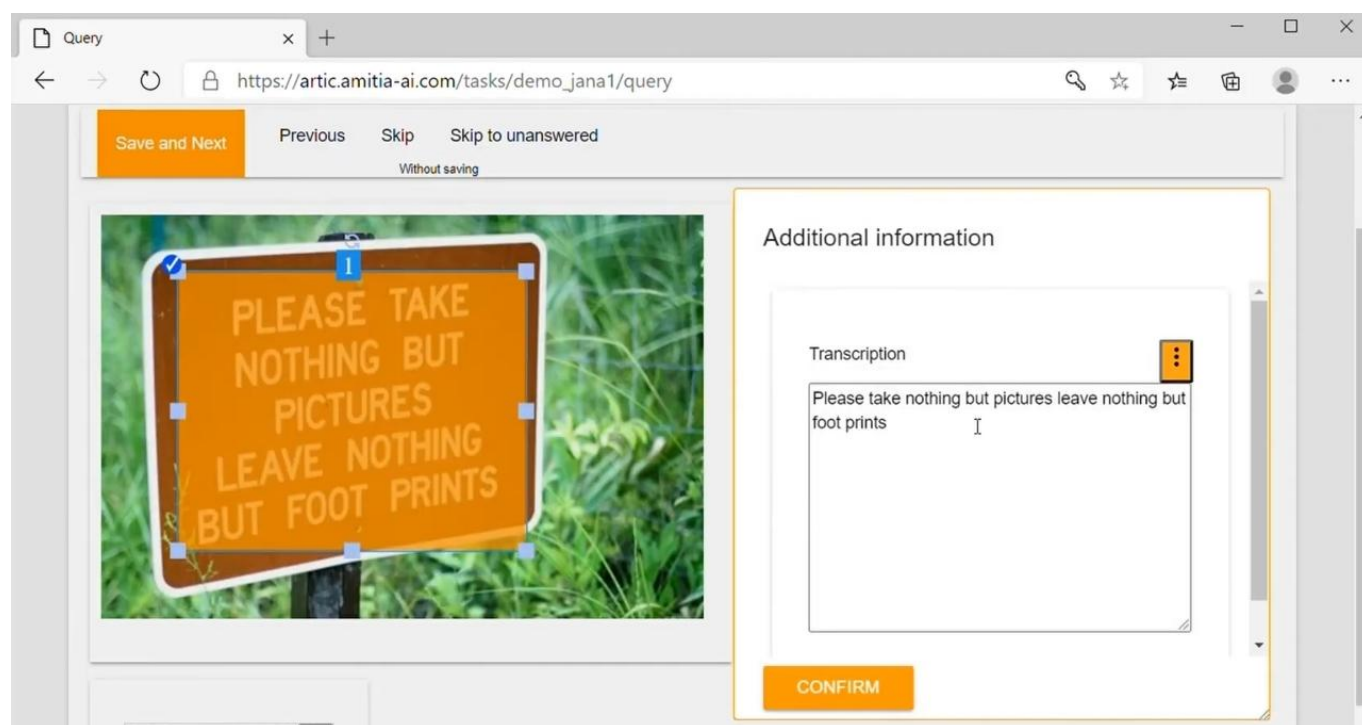 Query
https://artic.amitia-ai.com/tasks/demo_jana1/query
Save and Next
Previous
Skip
Skip to unanswered
Without saving
1
PLEASE TAKE
NOTHING BUT
PICTURES
LEAVE NOTHING
BUT FOOT PRINTS
Additional information
Transcription
Please take nothing but pictures leave nothing but
foot prints
CONFIRM